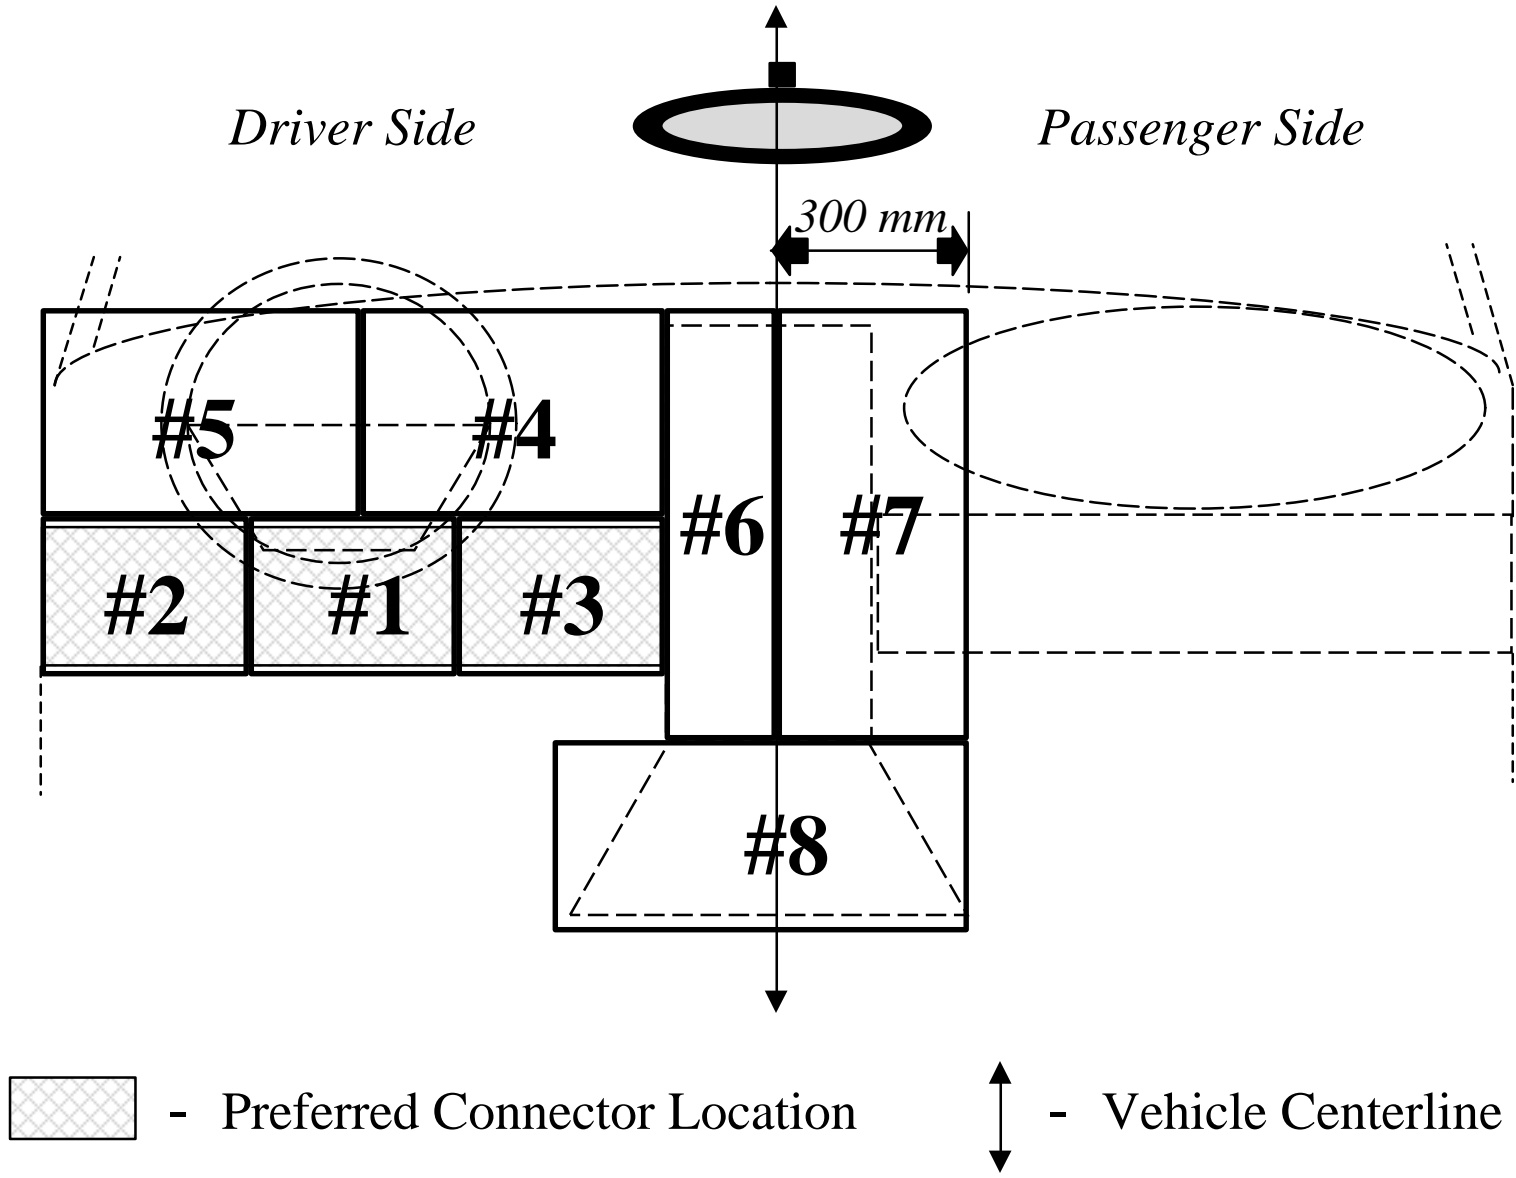 Driver Side
Passenger Side
300 mm
#5
#4
#6
#7
#2
#1
#3
#8
- Preferred Connector Location
- Vehicle Centerline